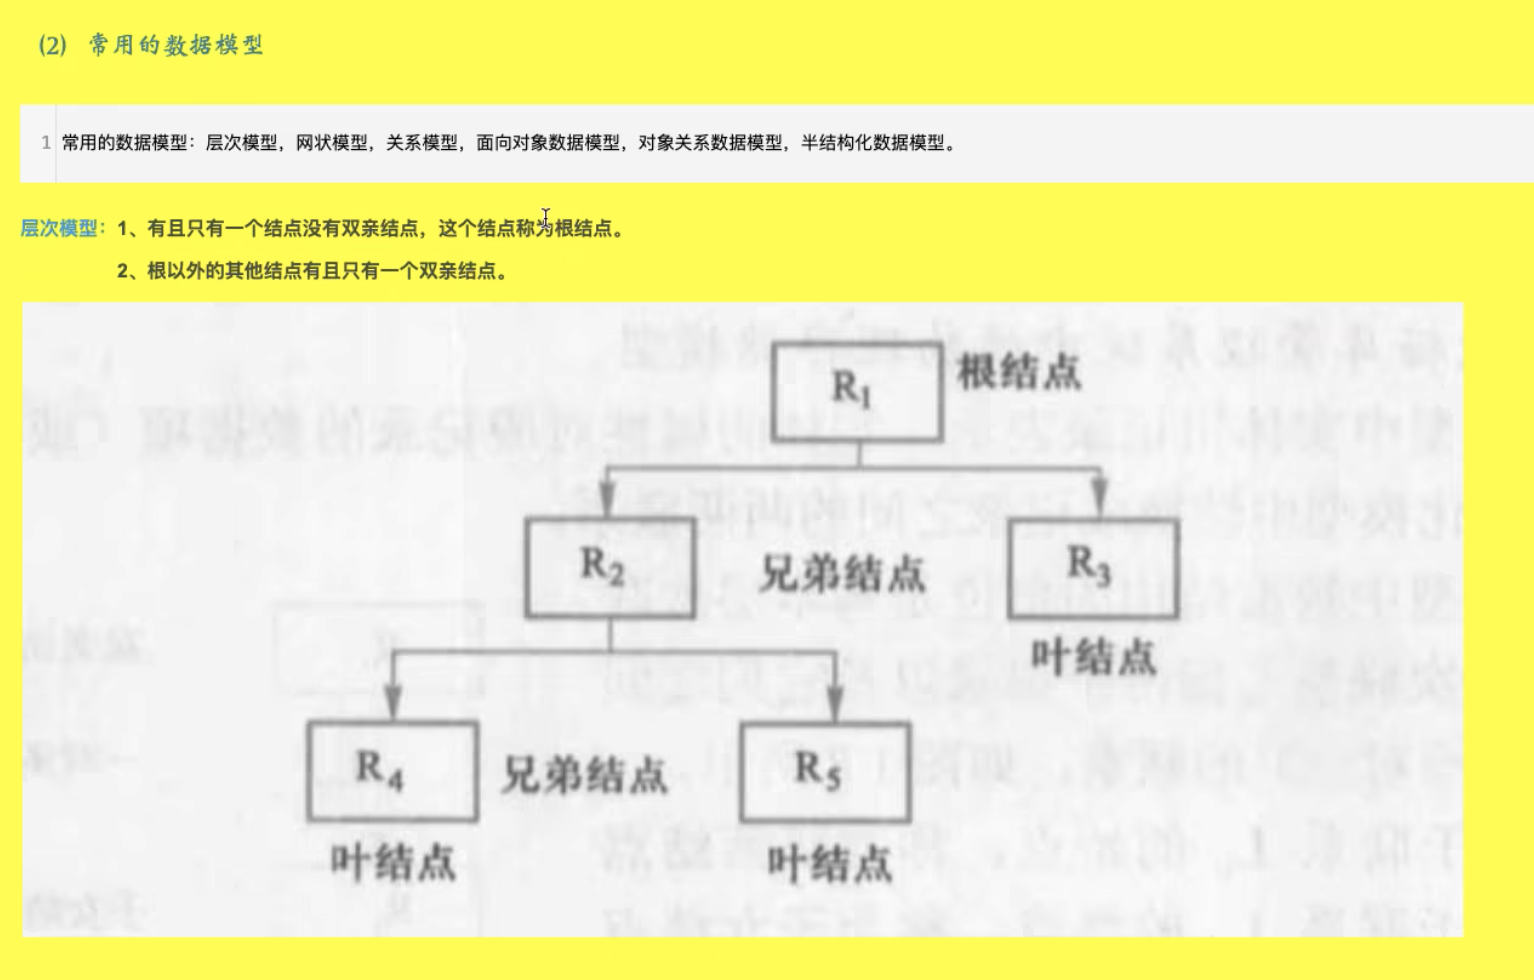 (2) 常用的数据模型
1 常用的数据模型：层次模型，网状模型，关系模型，面向对象数据模型，对象关系数据模型，半结构化数据模型。
层次模型：1、有且只有一个结点没有双亲结点，这个结点称为根结点。
2、根以外的其他结点有且只有一个双亲结点。
R1 根结点
R2 兄弟结点 R3
叶结点
R4 兄弟结点 R5
叶结点 叶结点